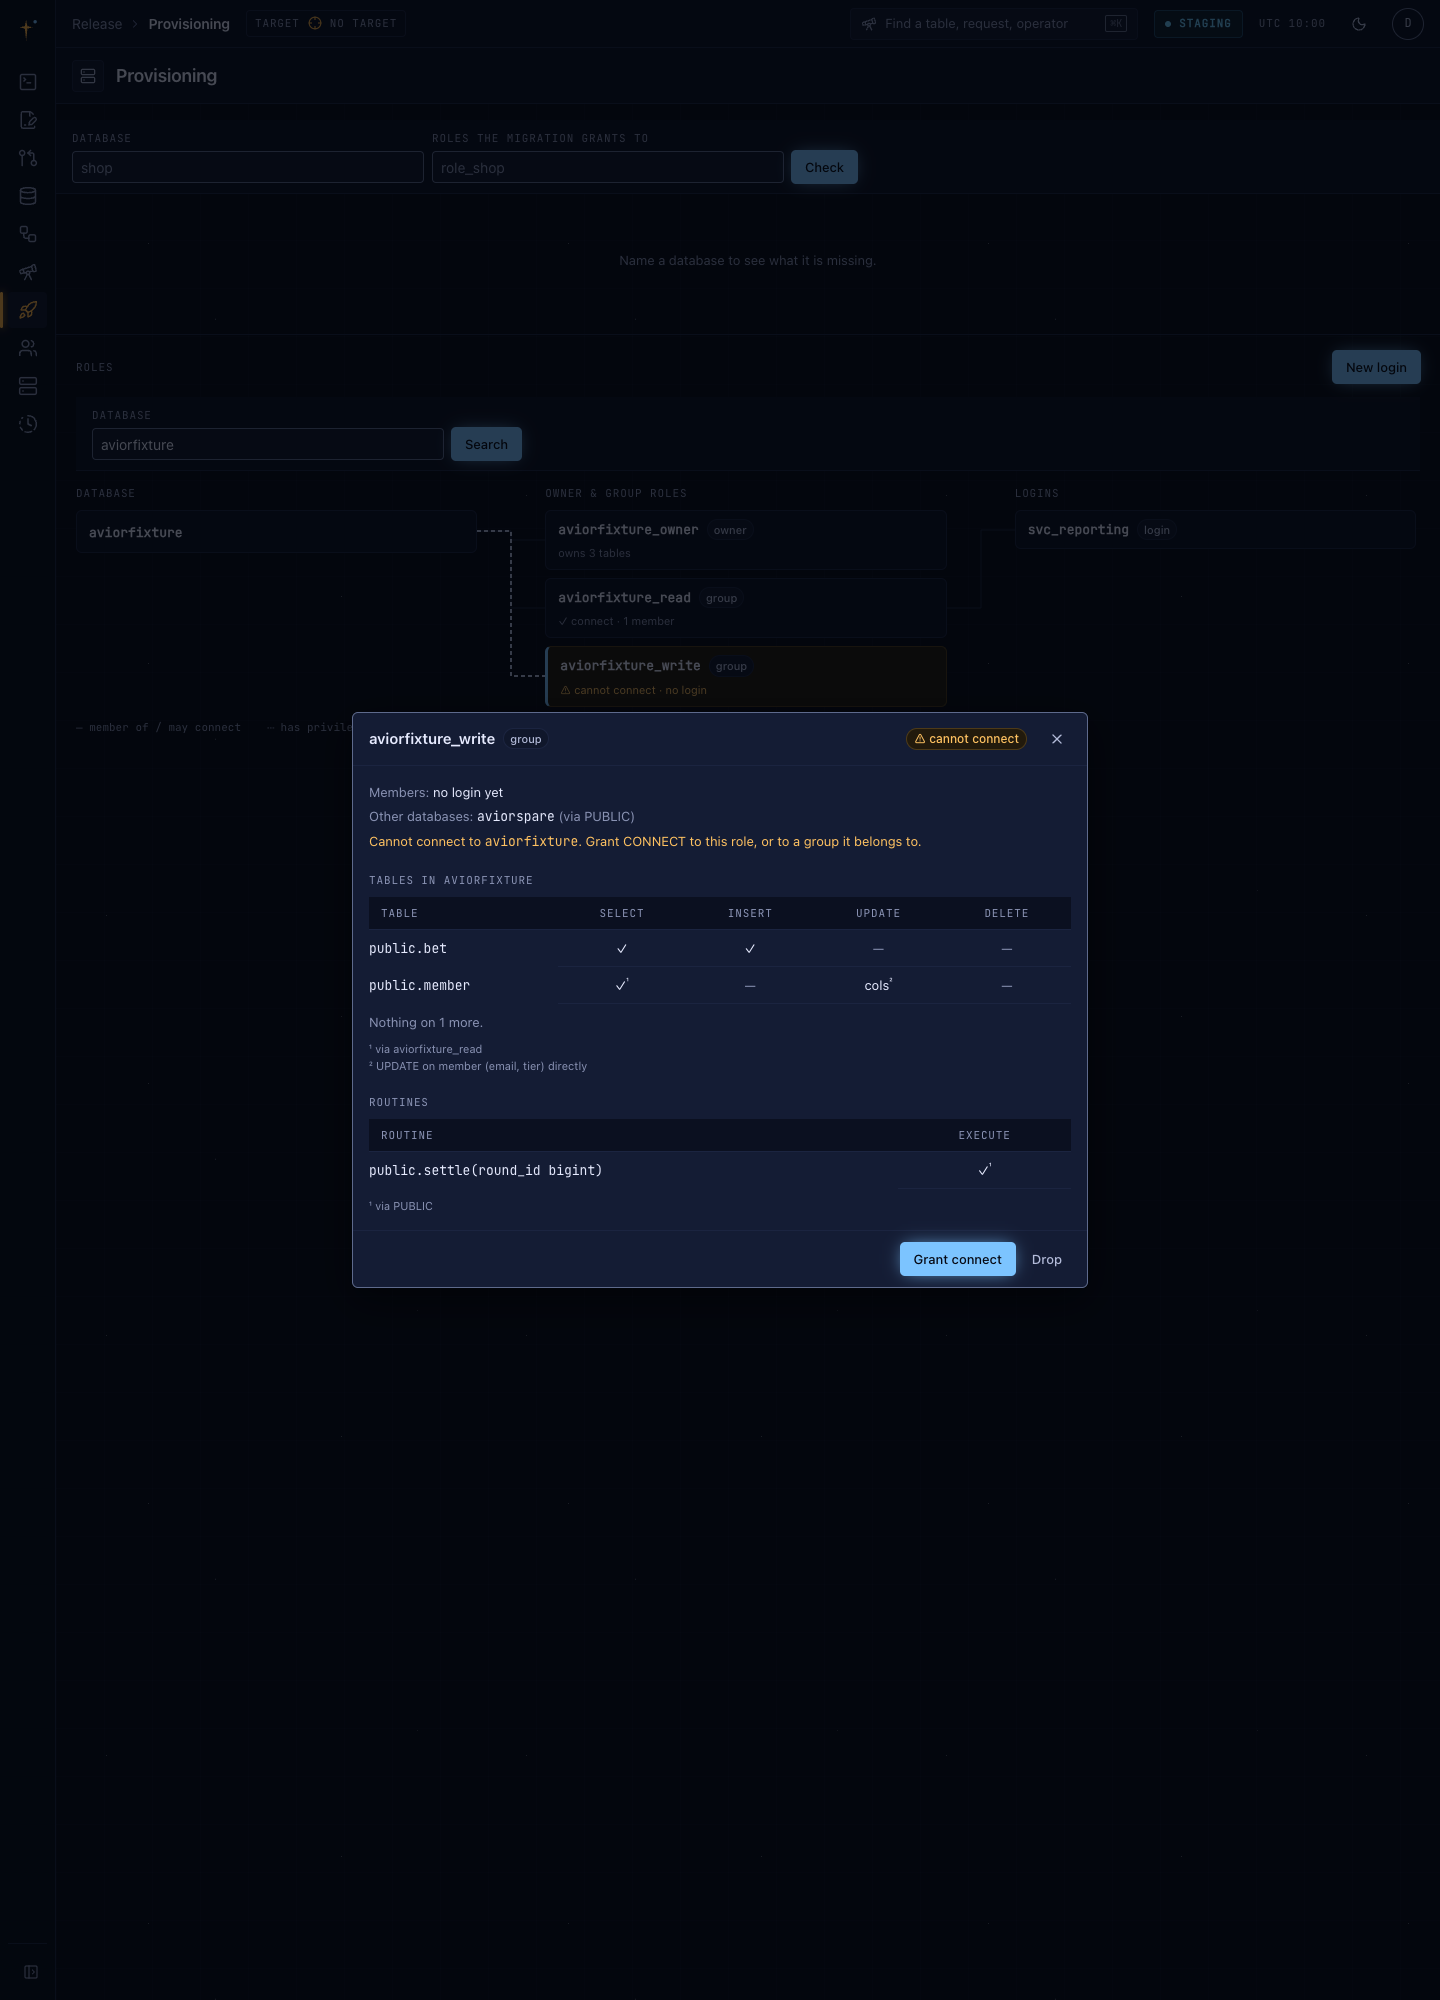 Release > Provisioning
TARGET NO TARGET
Find a table, request, operator ⌘K
STAGING
UTC 10:00
D
Provisioning
DATABASE
ROLES THE MIGRATION GRANTS TO
shop
role_shop
Check
Name a database to see what it is missing.
ROLES
New login
DATABASE
aviorfixture
Search
DATABASE
OWNER & GROUP ROLES
LOGINS
aviorfixture
aviorfixture_owner owner
owns 3 tables
svc_reporting login
aviorfixture_read group
✓ connect · 1 member
aviorfixture_write group
⚠ cannot connect · no login
— member of / may connect — has privile
aviorfixture_write group
⚠ cannot connect
Members: no login yet
Other databases: aviorspare (via PUBLIC)
Cannot connect to aviorfixture. Grant CONNECT to this role, or to a group it belongs to.
TABLES IN AVIORFIXTURE
TABLE SELECT INSERT UPDATE DELETE
public.bet ✓ ✓ — —
public.member ✓¹ — cols² —
Nothing on 1 more.
¹ via aviorfixture_read
² UPDATE on member (email, tier) directly
ROUTINES
ROUTINE EXECUTE
public.settle(round_id bigint) ✓¹
¹ via PUBLIC
Grant connect
Drop